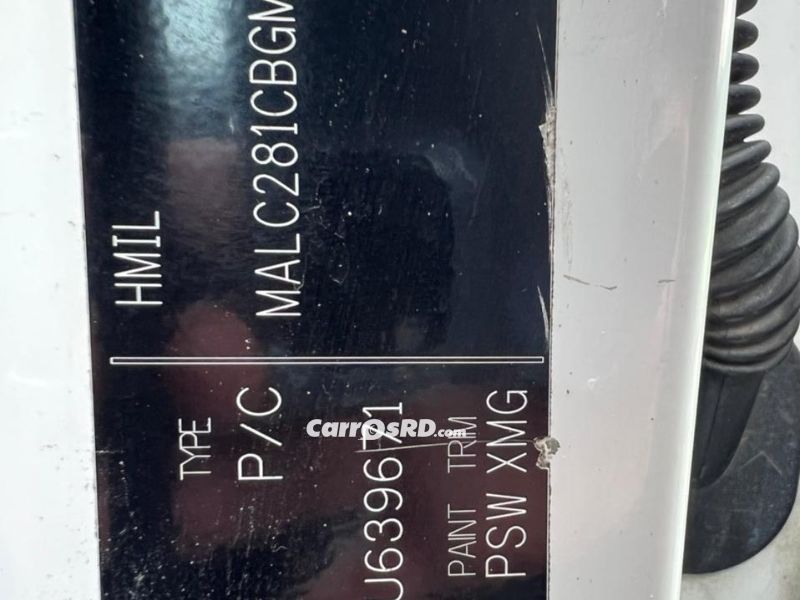 HMIL
MALC281CBGM
TYPE
P/C
CarrosRD.com
PAINT TRIM
PSW XMG